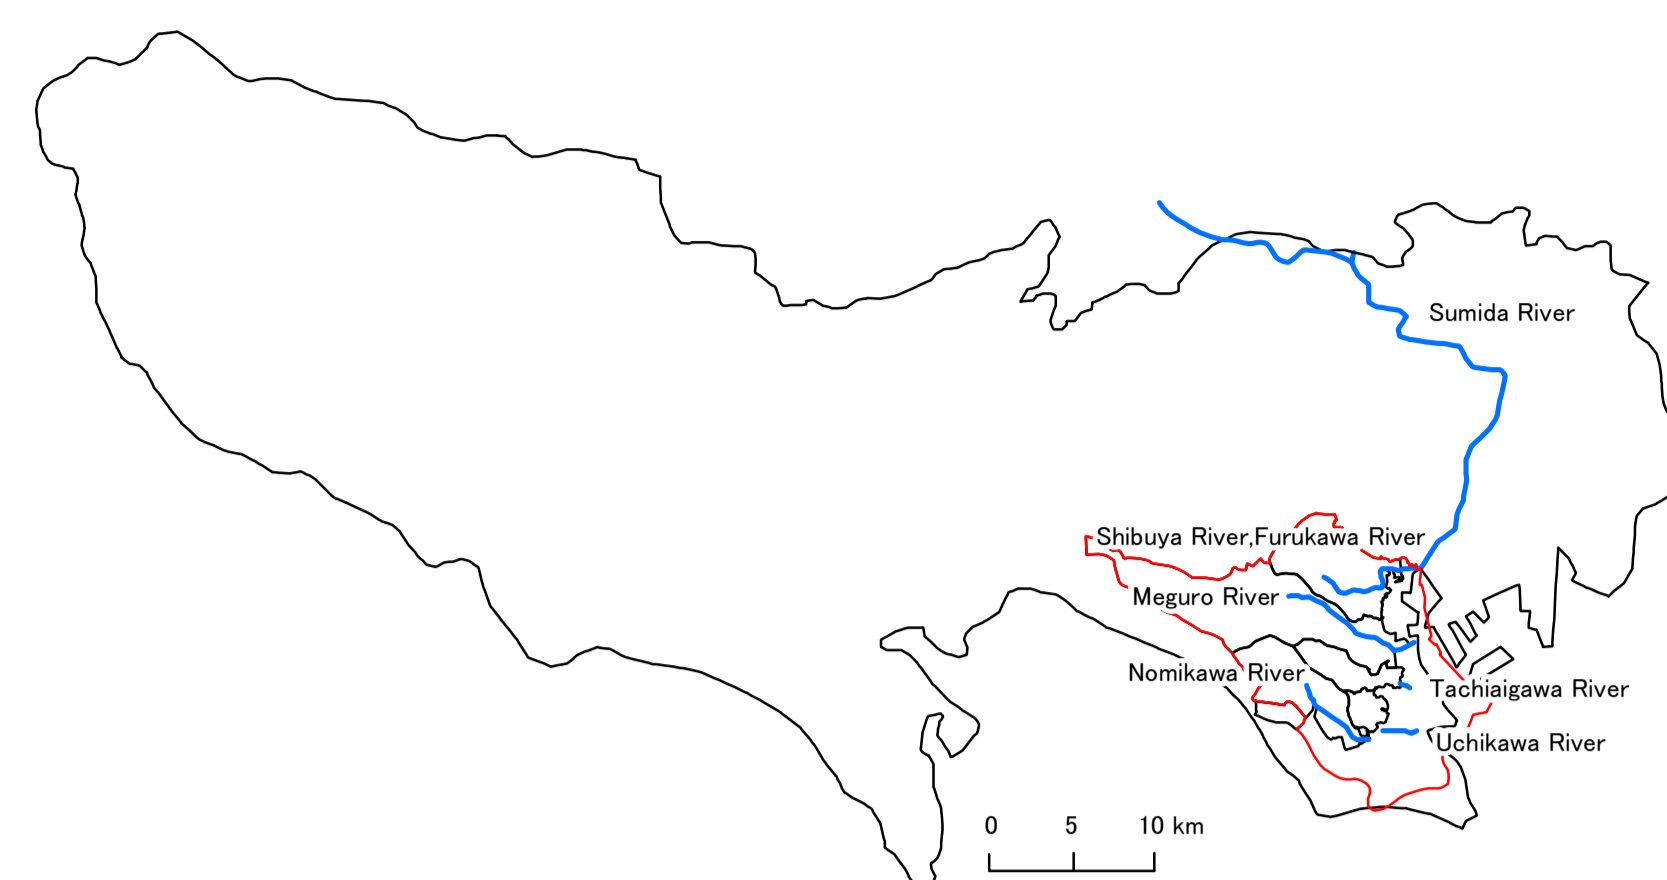 Sumida River
Shibuya River,Furukawa River
Meguro River
Nomikawa River
Tachiaigawa River
Uchikawa River
0 5 10 km